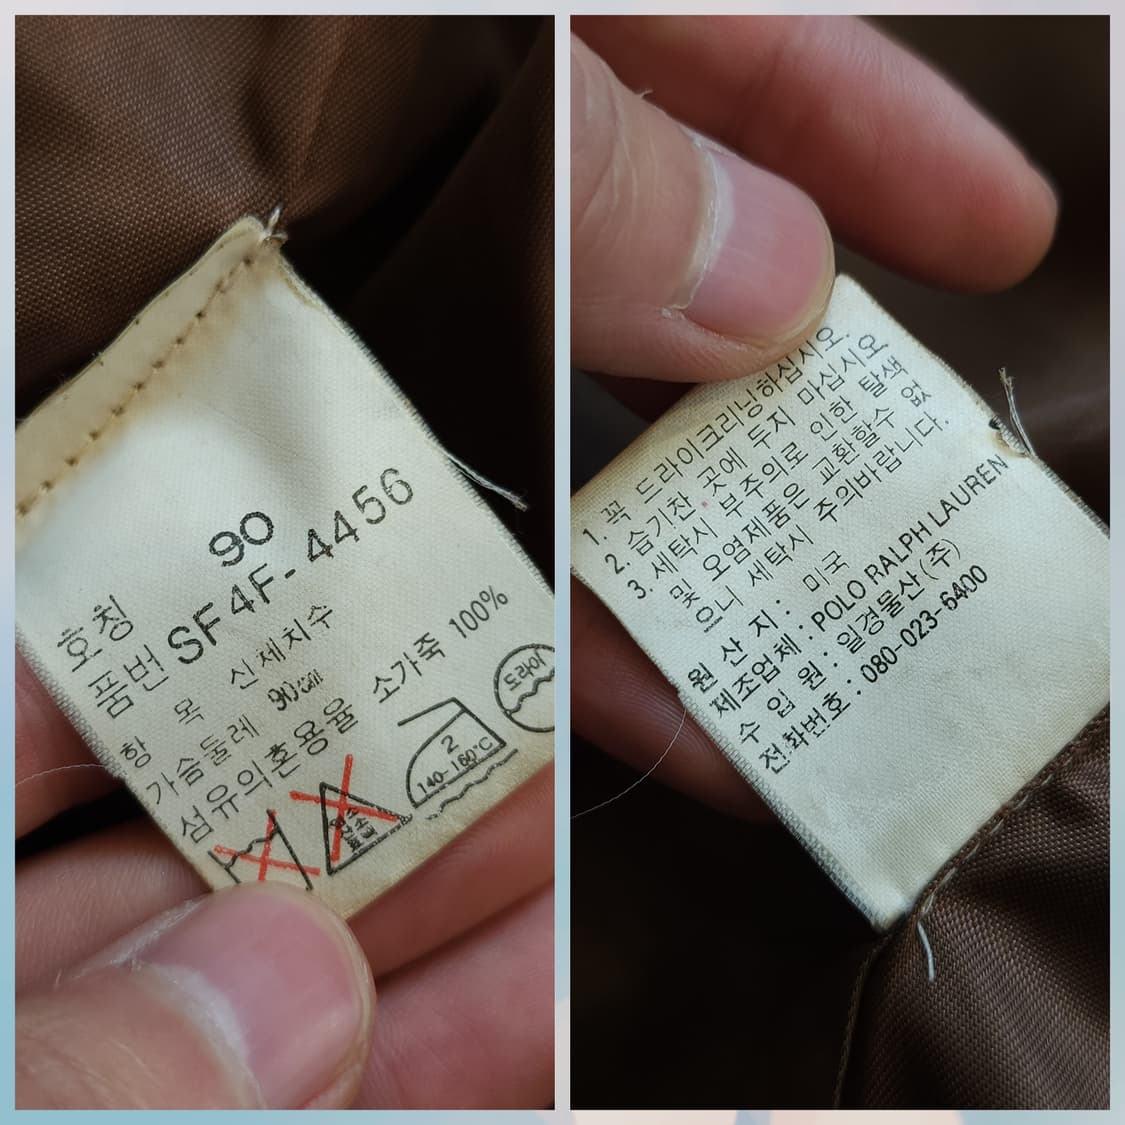 호칭 90
품번 SF4F-4456
항 목 신체치수
가슴둘레 90cm
섬유의혼용율 소가죽 100%
염소표백
2
140-160°C
드라이
1. 꼭 드라이크리닝하십시오.
2. 습기찬 곳에 두지 마십시오
3. 세탁시 부주의로 인한 탈색
및 오염제품은 교환할수 없
으니 세탁시 주의바랍니다.
원 산 지 : 미국
제조업체 : POLO RALPH LAUREN
수 입 원 : 일경물산(주)
전화번호 : 080-023-6400